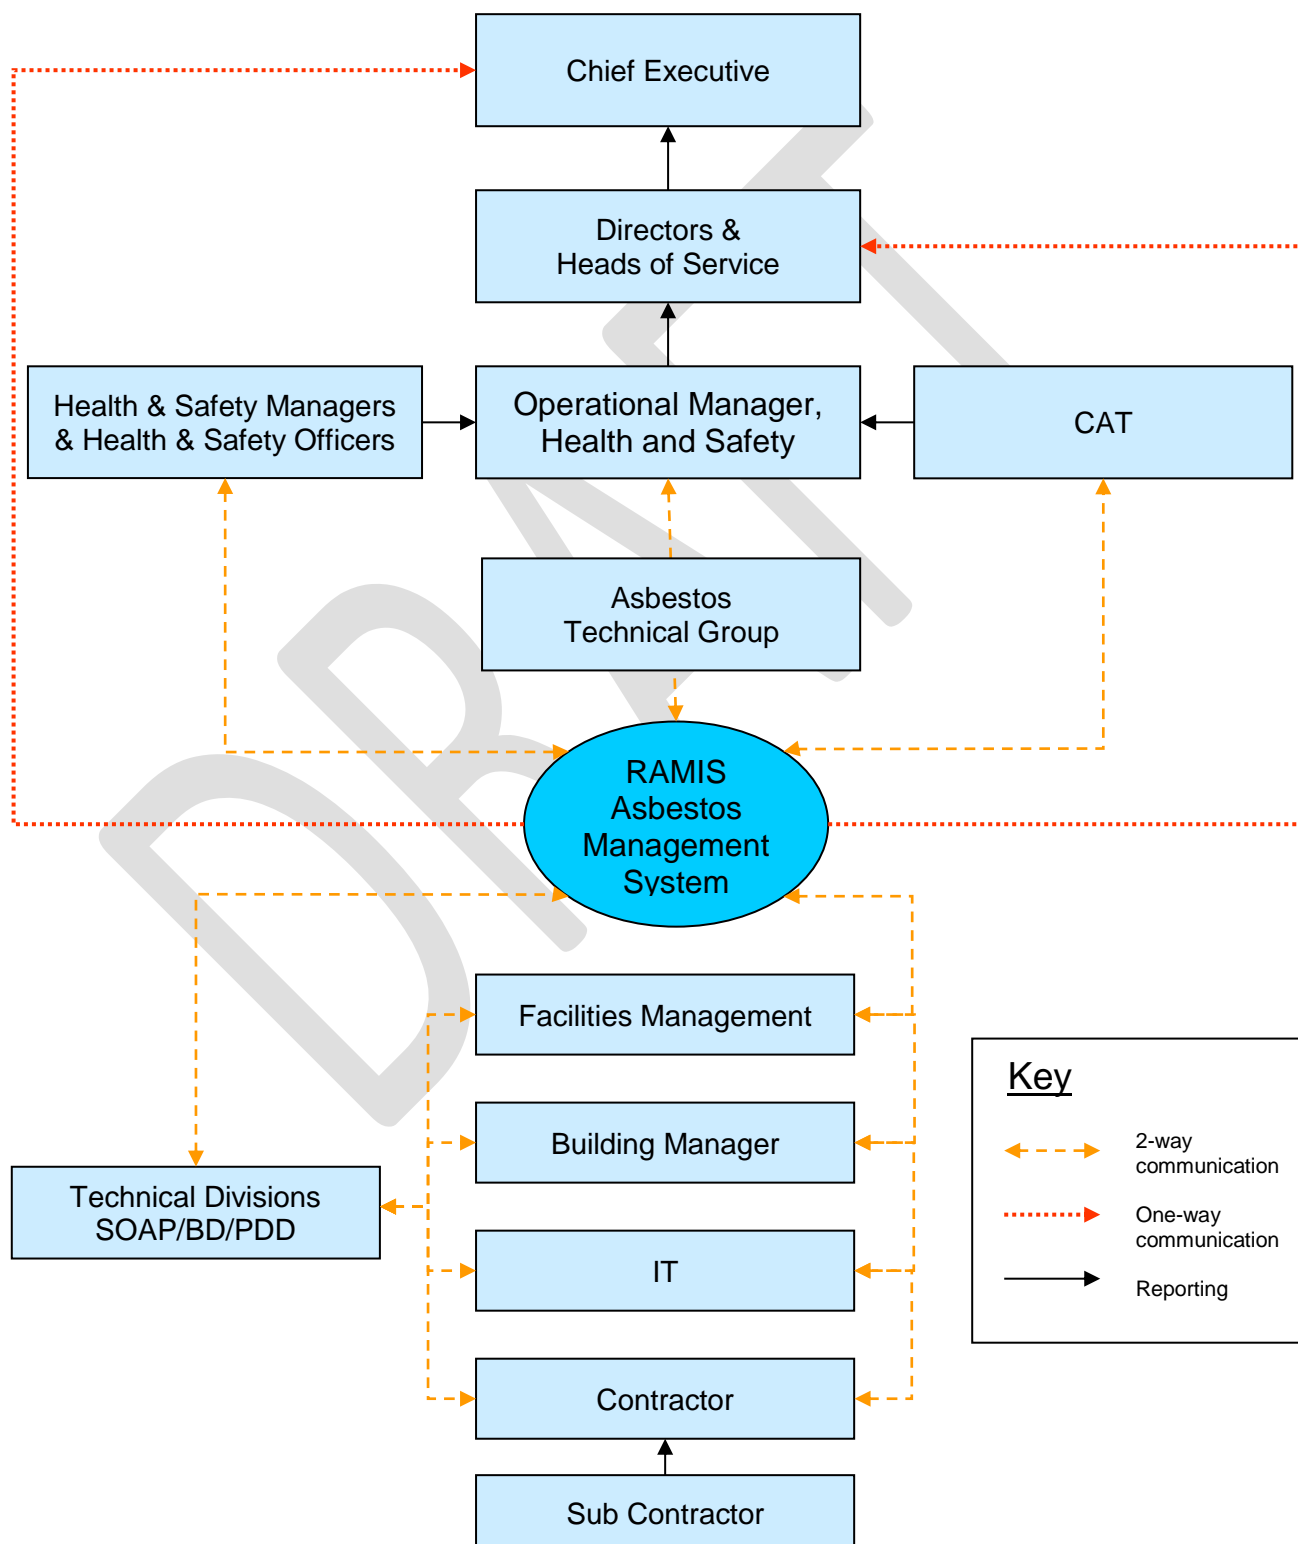 Chief Executive
Directors &
Heads of Service
Health & Safety Managers
& Health & Safety Officers
Operational Manager,
Health and Safety
CAT
Asbestos
Technical Group
RAMIS
Asbestos
Management
System
Facilities Management
Building Manager
Technical Divisions
SOAP/BD/PDD
IT
Contractor
Sub Contractor
Key
2-way
communication
One-way
communication
Reporting
DRAFT